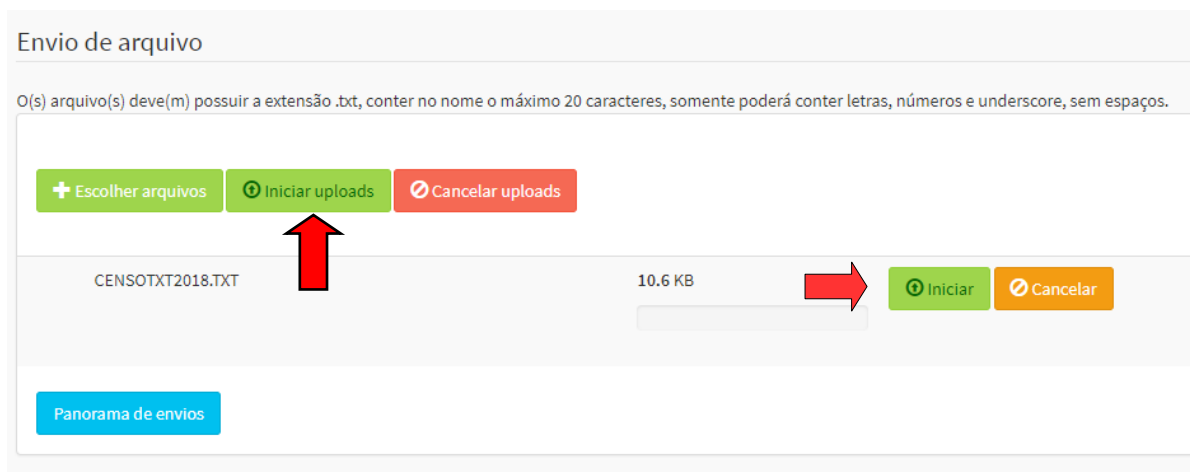 Envio de arquivo
O(s) arquivo(s) deve(m) possuir a extensão .txt, conter no nome o máximo 20 caracteres, somente poderá conter letras, números e underscore, sem espaços.
Escolher arquivos Iniciar uploads Cancelar uploads
CENSOTXT2018.TXT 10.6 KB Iniciar Cancelar
Panorama de envios